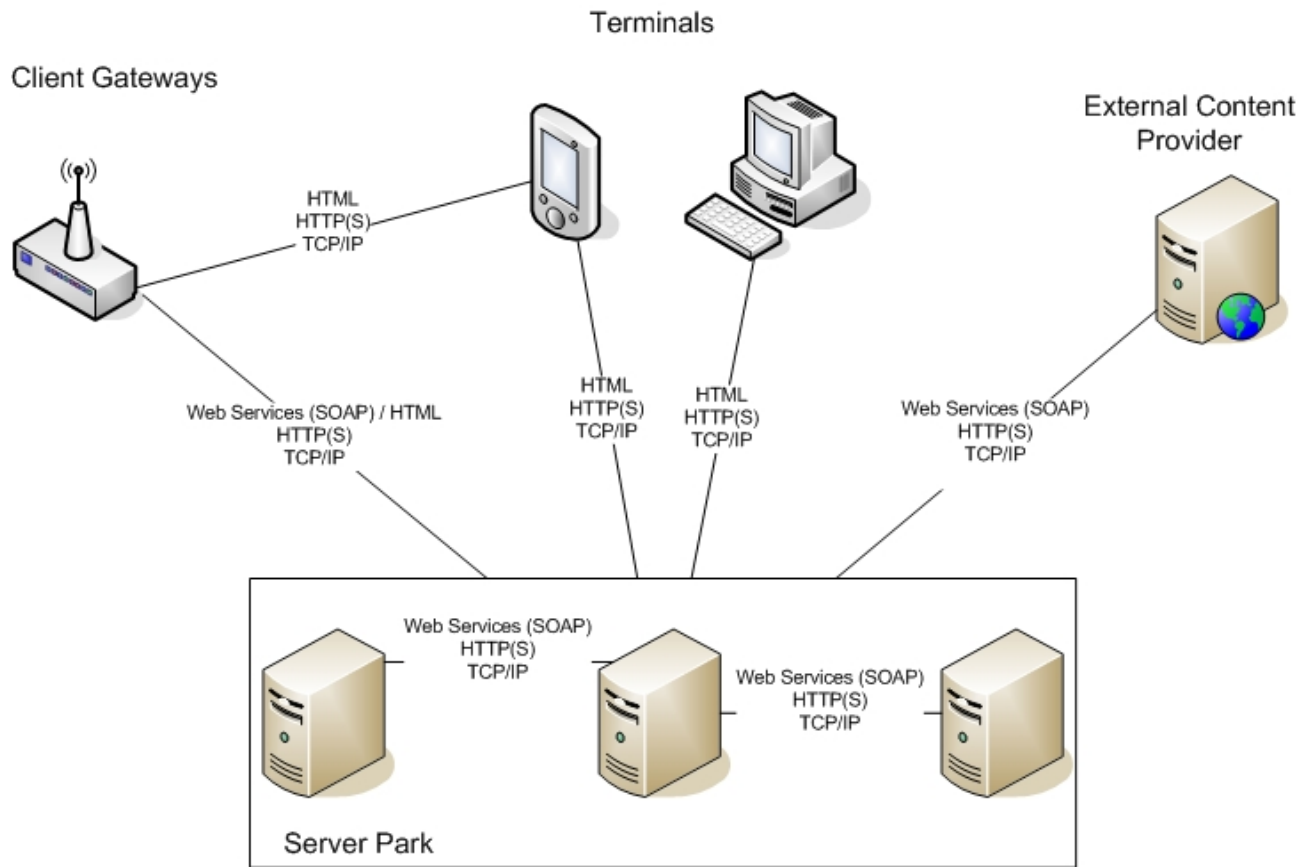 Terminals
Client Gateways
External Content
Provider
HTML
HTTP(S)
TCP/IP
Web Services (SOAP) / HTML
HTTP(S)
TCP/IP
HTML
HTTP(S)
TCP/IP
HTML
HTTP(S)
TCP/IP
Web Services (SOAP)
HTTP(S)
TCP/IP
Web Services (SOAP)
HTTP(S)
TCP/IP
Web Services (SOAP)
HTTP(S)
TCP/IP
Server Park